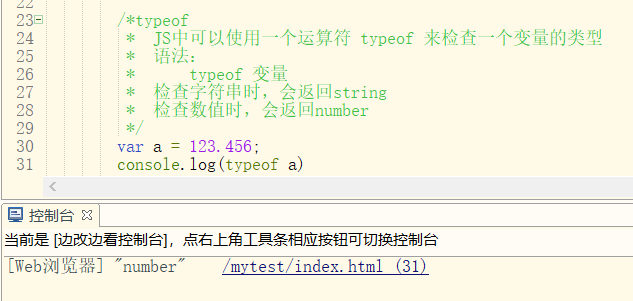 22
23 /*typeof
24 * JS中可以使用一个运算符 typeof 来检查一个变量的类型
25 * 语法:
26 * typeof 变量
27 * 检查字符串时，会返回string
28 * 检查数值时，会返回number
29 */
30 var a = 123.456;
31 console.log(typeof a)
控制台
当前是 [边改边看控制台]，点右上角工具条相应按钮可切换控制台
[Web浏览器] "number" /mytest/index.html (31)